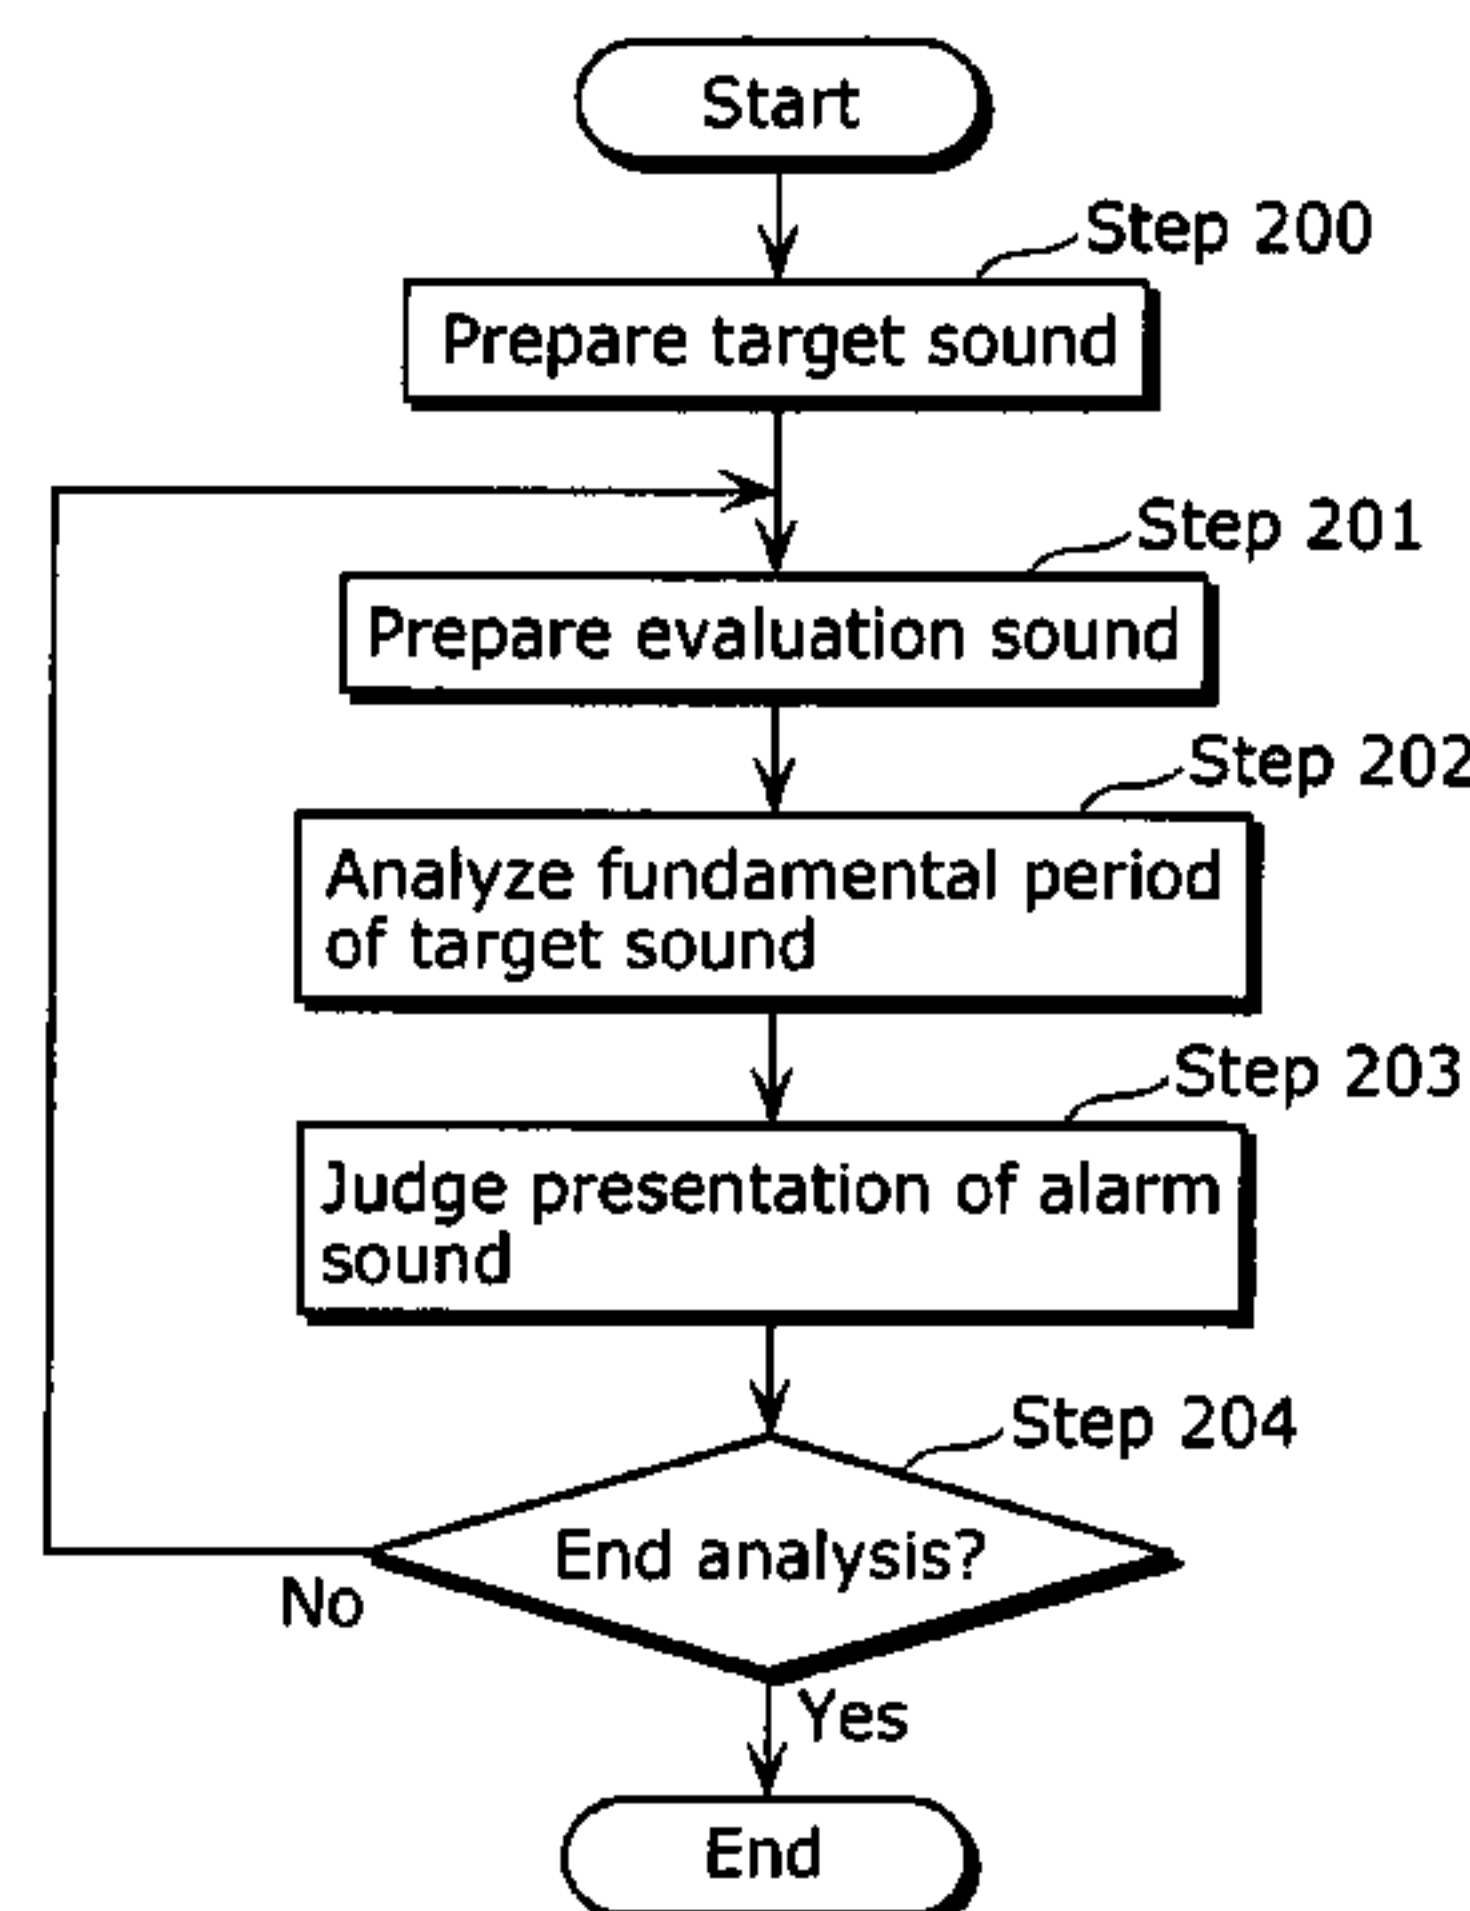 Start
Step 200
Prepare target sound
Step 201
Prepare evaluation sound
Step 202
Analyze fundamental period
of target sound
Step 203
Judge presentation of alarm
sound
Step 204
End analysis?
No
Yes
End